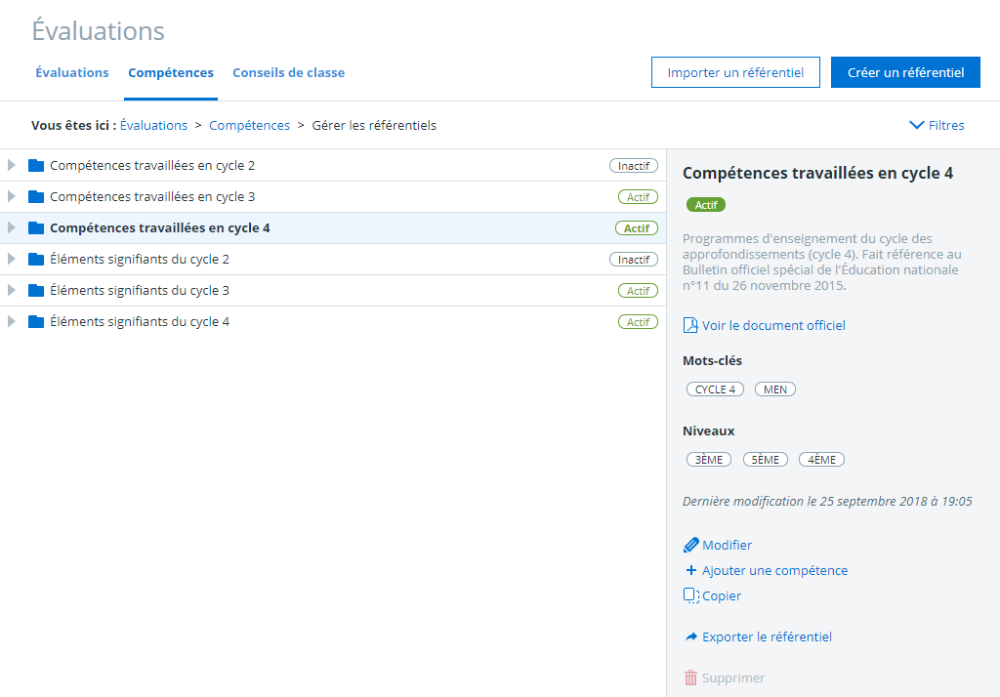 Évaluations
Évaluations Compétences Conseils de classe Importer un référentiel Créer un référentiel
Vous êtes ici : Évaluations > Compétences > Gérer les référentiels Filtres
Compétences travaillées en cycle 2 Inactif
Compétences travaillées en cycle 3 Actif
Compétences travaillées en cycle 4 Actif
Éléments signifiants du cycle 2 Inactif
Éléments signifiants du cycle 3 Actif
Éléments signifiants du cycle 4 Actif
Compétences travaillées en cycle 4
Actif
Programmes d'enseignement du cycle des
approfondissements (cycle 4). Fait référence au
Bulletin officiel spécial de l'Éducation nationale
n°11 du 26 novembre 2015.
Voir le document officiel
Mots-clés
CYCLE 4 MEN
Niveaux
3ÈME 5ÈME 4ÈME
Dernière modification le 25 septembre 2018 à 19:05
Modifier
Ajouter une compétence
Copier
Exporter le référentiel
Supprimer